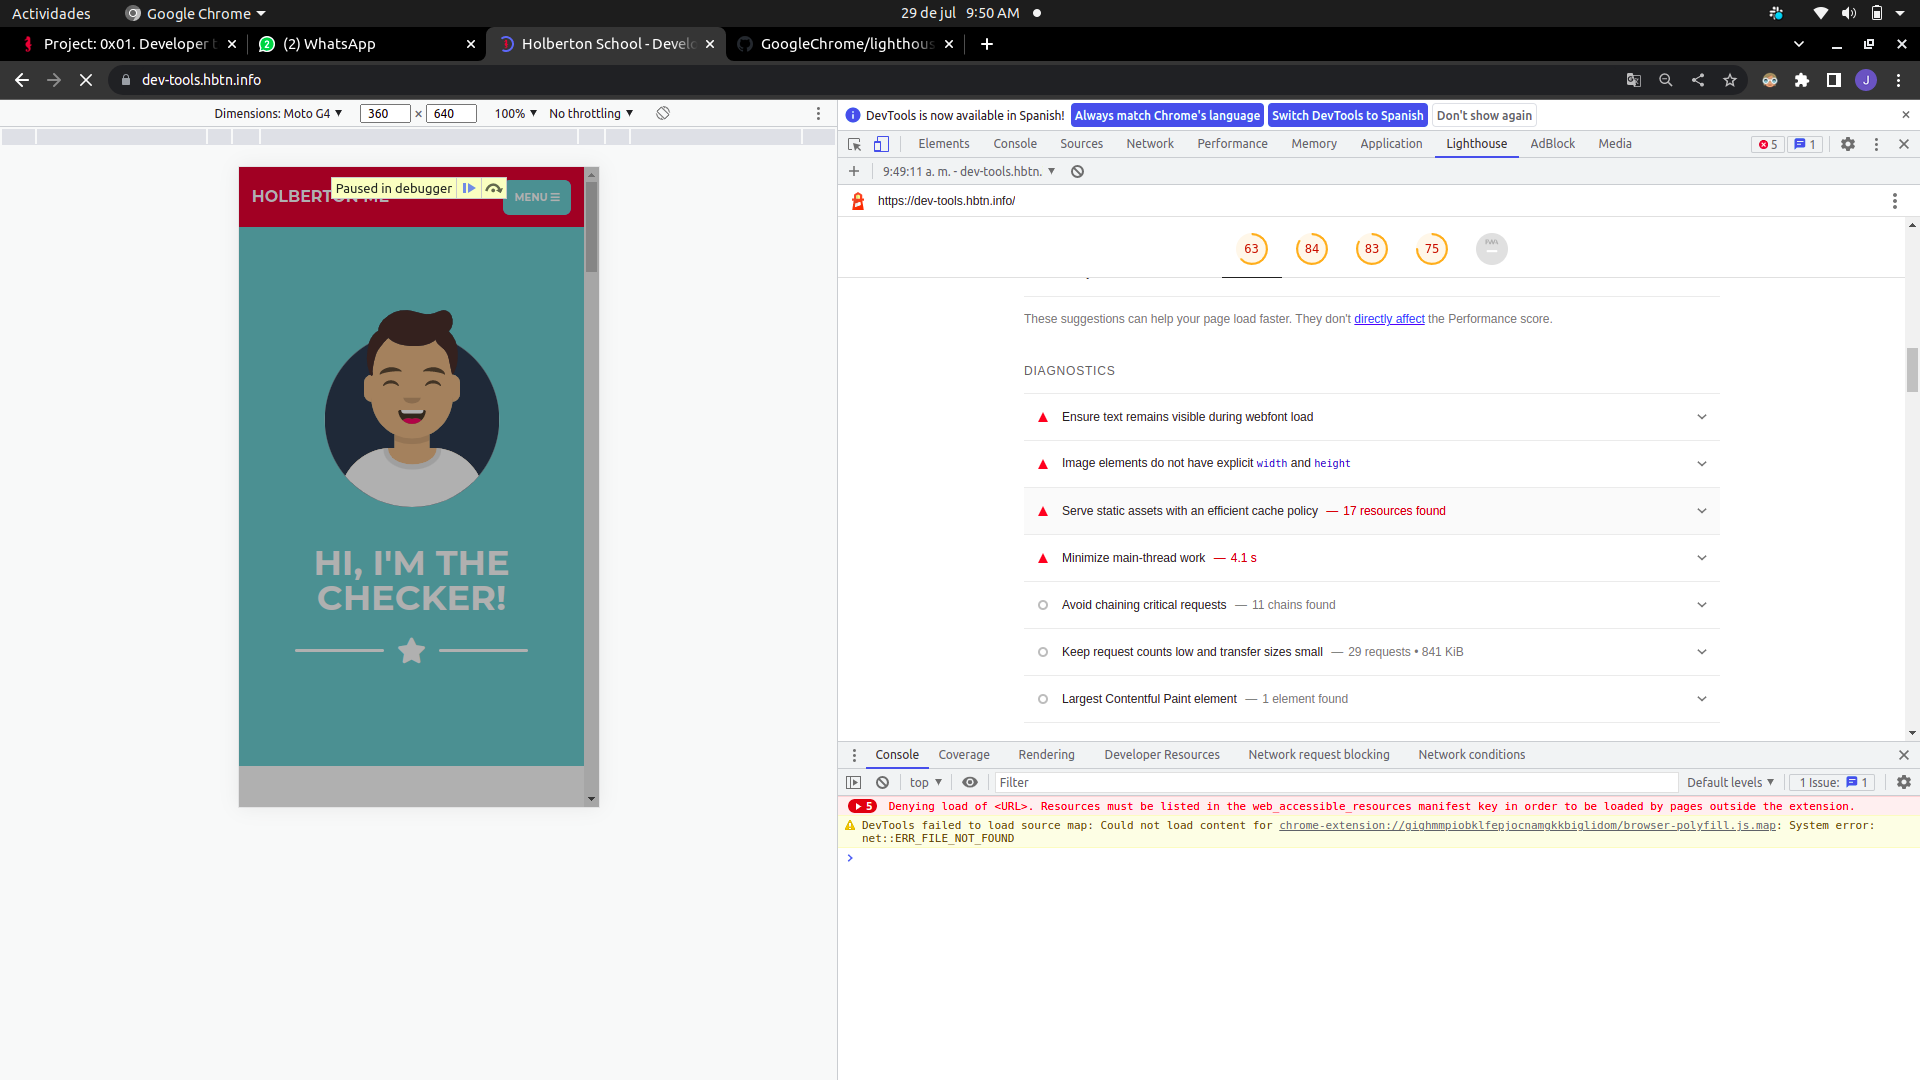 Actividades
Google Chrome
29 de jul 9:50 AM
Project: 0x01. Developer t
(2) WhatsApp
Holberton School - Develo
GoogleChrome/lighthous
dev-tools.hbtn.info
J
Dimensions: Moto G4
360 × 640
100%
No throttling
DevTools is now available in Spanish!
Always match Chrome's language
Switch DevTools to Spanish
Don't show again
Elements
Console
Sources
Network
Performance
Memory
Application
Lighthouse
AdBlock
Media
5
1
9:49:11 a. m. - dev-tools.hbtn.
https://dev-tools.hbtn.info/
63
84
83
75
PWA
These suggestions can help your page load faster. They don't directly affect the Performance score.
DIAGNOSTICS
Ensure text remains visible during webfont load
Image elements do not have explicit width and height
Serve static assets with an efficient cache policy — 17 resources found
Minimize main-thread work — 4.1 s
Avoid chaining critical requests — 11 chains found
Keep request counts low and transfer sizes small — 29 requests • 841 KiB
Largest Contentful Paint element — 1 element found
HOLBERTON ME
Paused in debugger
MENU
HI, I'M THE
CHECKER!
Console
Coverage
Rendering
Developer Resources
Network request blocking
Network conditions
top
Filter
Default levels
1 Issue: 1
5 Denying load of <URL>. Resources must be listed in the web_accessible_resources manifest key in order to be loaded by pages outside the extension.
DevTools failed to load source map: Could not load content for chrome-extension://gighmmpiobklfepjocnamgkkbiglidom/browser-polyfill.js.map: System error:
net::ERR_FILE_NOT_FOUND